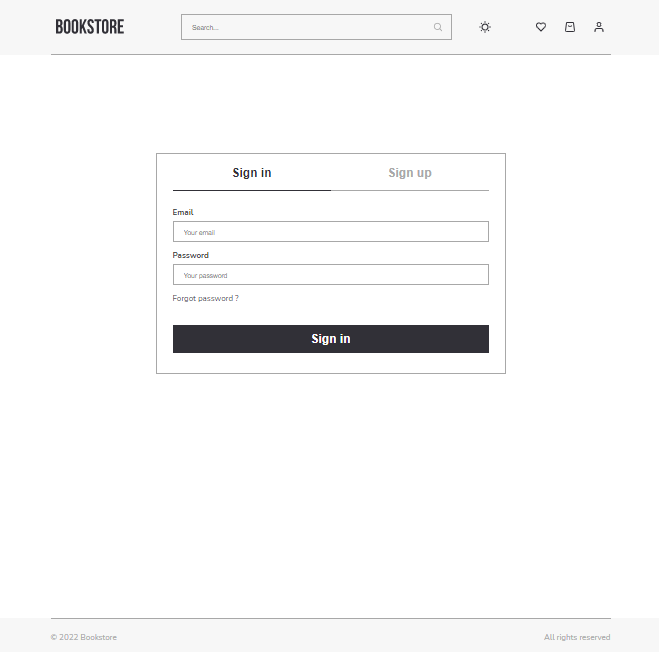 BOOKSTORE
Search...
Sign in
Sign up
Email
Your email
Password
Your password
Forgot password ?
Sign in
© 2022 Bookstore
All rights reserved